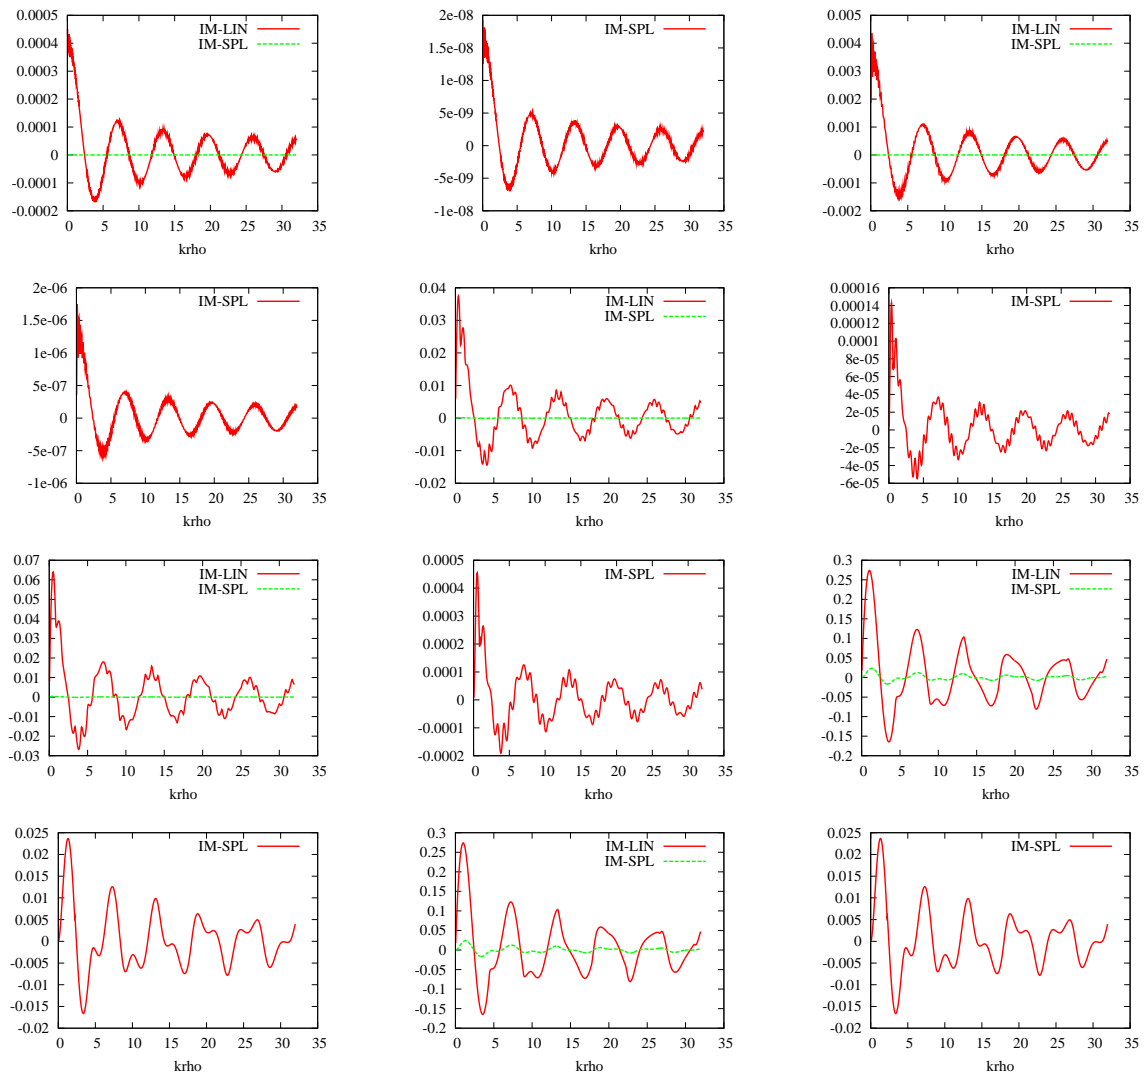 0.0005
0.0004
0.0003
0.0002
0.0001
0
-0.0001
-0.0002
IM-LIN
IM-SPL
0 5 10 15 20 25 30 35
krho
2e-08
1.5e-08
1e-08
5e-09
0
-5e-09
-1e-08
IM-SPL
0 5 10 15 20 25 30 35
krho
0.005
0.004
0.003
0.002
0.001
0
-0.001
-0.002
IM-LIN
IM-SPL
0 5 10 15 20 25 30 35
krho
2e-06
1.5e-06
1e-06
5e-07
0
-5e-07
-1e-06
IM-SPL
0 5 10 15 20 25 30 35
krho
0.04
0.03
0.02
0.01
0
-0.01
-0.02
IM-LIN
IM-SPL
0 5 10 15 20 25 30 35
krho
0.00016
0.00014
0.00012
0.0001
8e-05
6e-05
4e-05
2e-05
0
-2e-05
-4e-05
-6e-05
IM-SPL
0 5 10 15 20 25 30 35
krho
0.07
0.06
0.05
0.04
0.03
0.02
0.01
0
-0.01
-0.02
-0.03
IM-LIN
IM-SPL
0 5 10 15 20 25 30 35
krho
0.0005
0.0004
0.0003
0.0002
0.0001
0
-0.0001
-0.0002
IM-SPL
0 5 10 15 20 25 30 35
krho
0.3
0.25
0.2
0.15
0.1
0.05
0
-0.05
-0.1
-0.15
-0.2
IM-LIN
IM-SPL
0 5 10 15 20 25 30 35
krho
0.025
0.02
0.015
0.01
0.005
0
-0.005
-0.01
-0.015
-0.02
IM-SPL
0 5 10 15 20 25 30 35
krho
0.3
0.25
0.2
0.15
0.1
0.05
0
-0.05
-0.1
-0.15
-0.2
IM-LIN
IM-SPL
0 5 10 15 20 25 30 35
krho
0.025
0.02
0.015
0.01
0.005
0
-0.005
-0.01
-0.015
-0.02
IM-SPL
0 5 10 15 20 25 30 35
krho